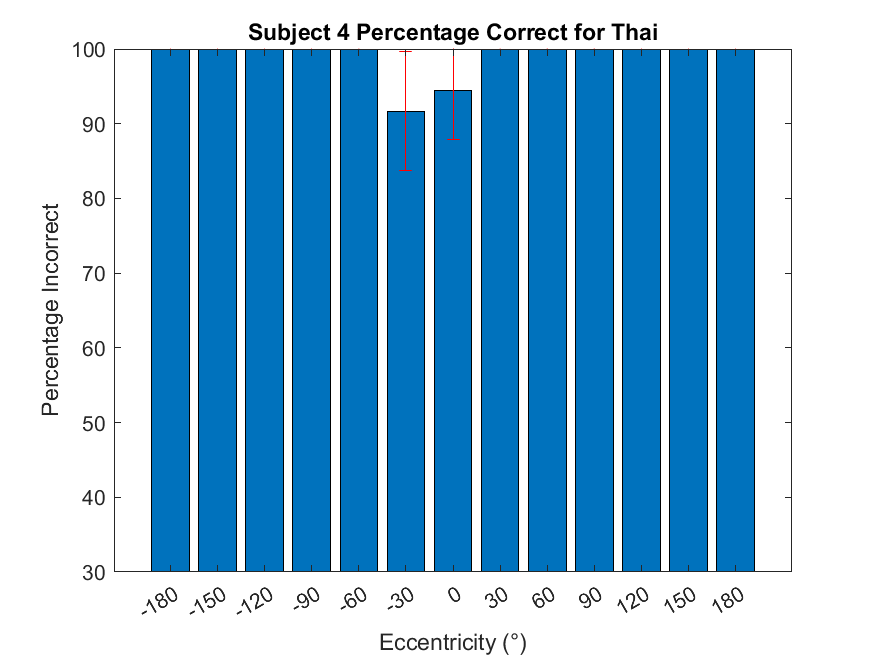 Subject 4 Percentage Correct for Thai
100
90
80
70
60
50
40
30
Percentage Incorrect
-180 -150 -120 -90 -60 -30 0 30 60 90 120 150 180
Eccentricity (°)